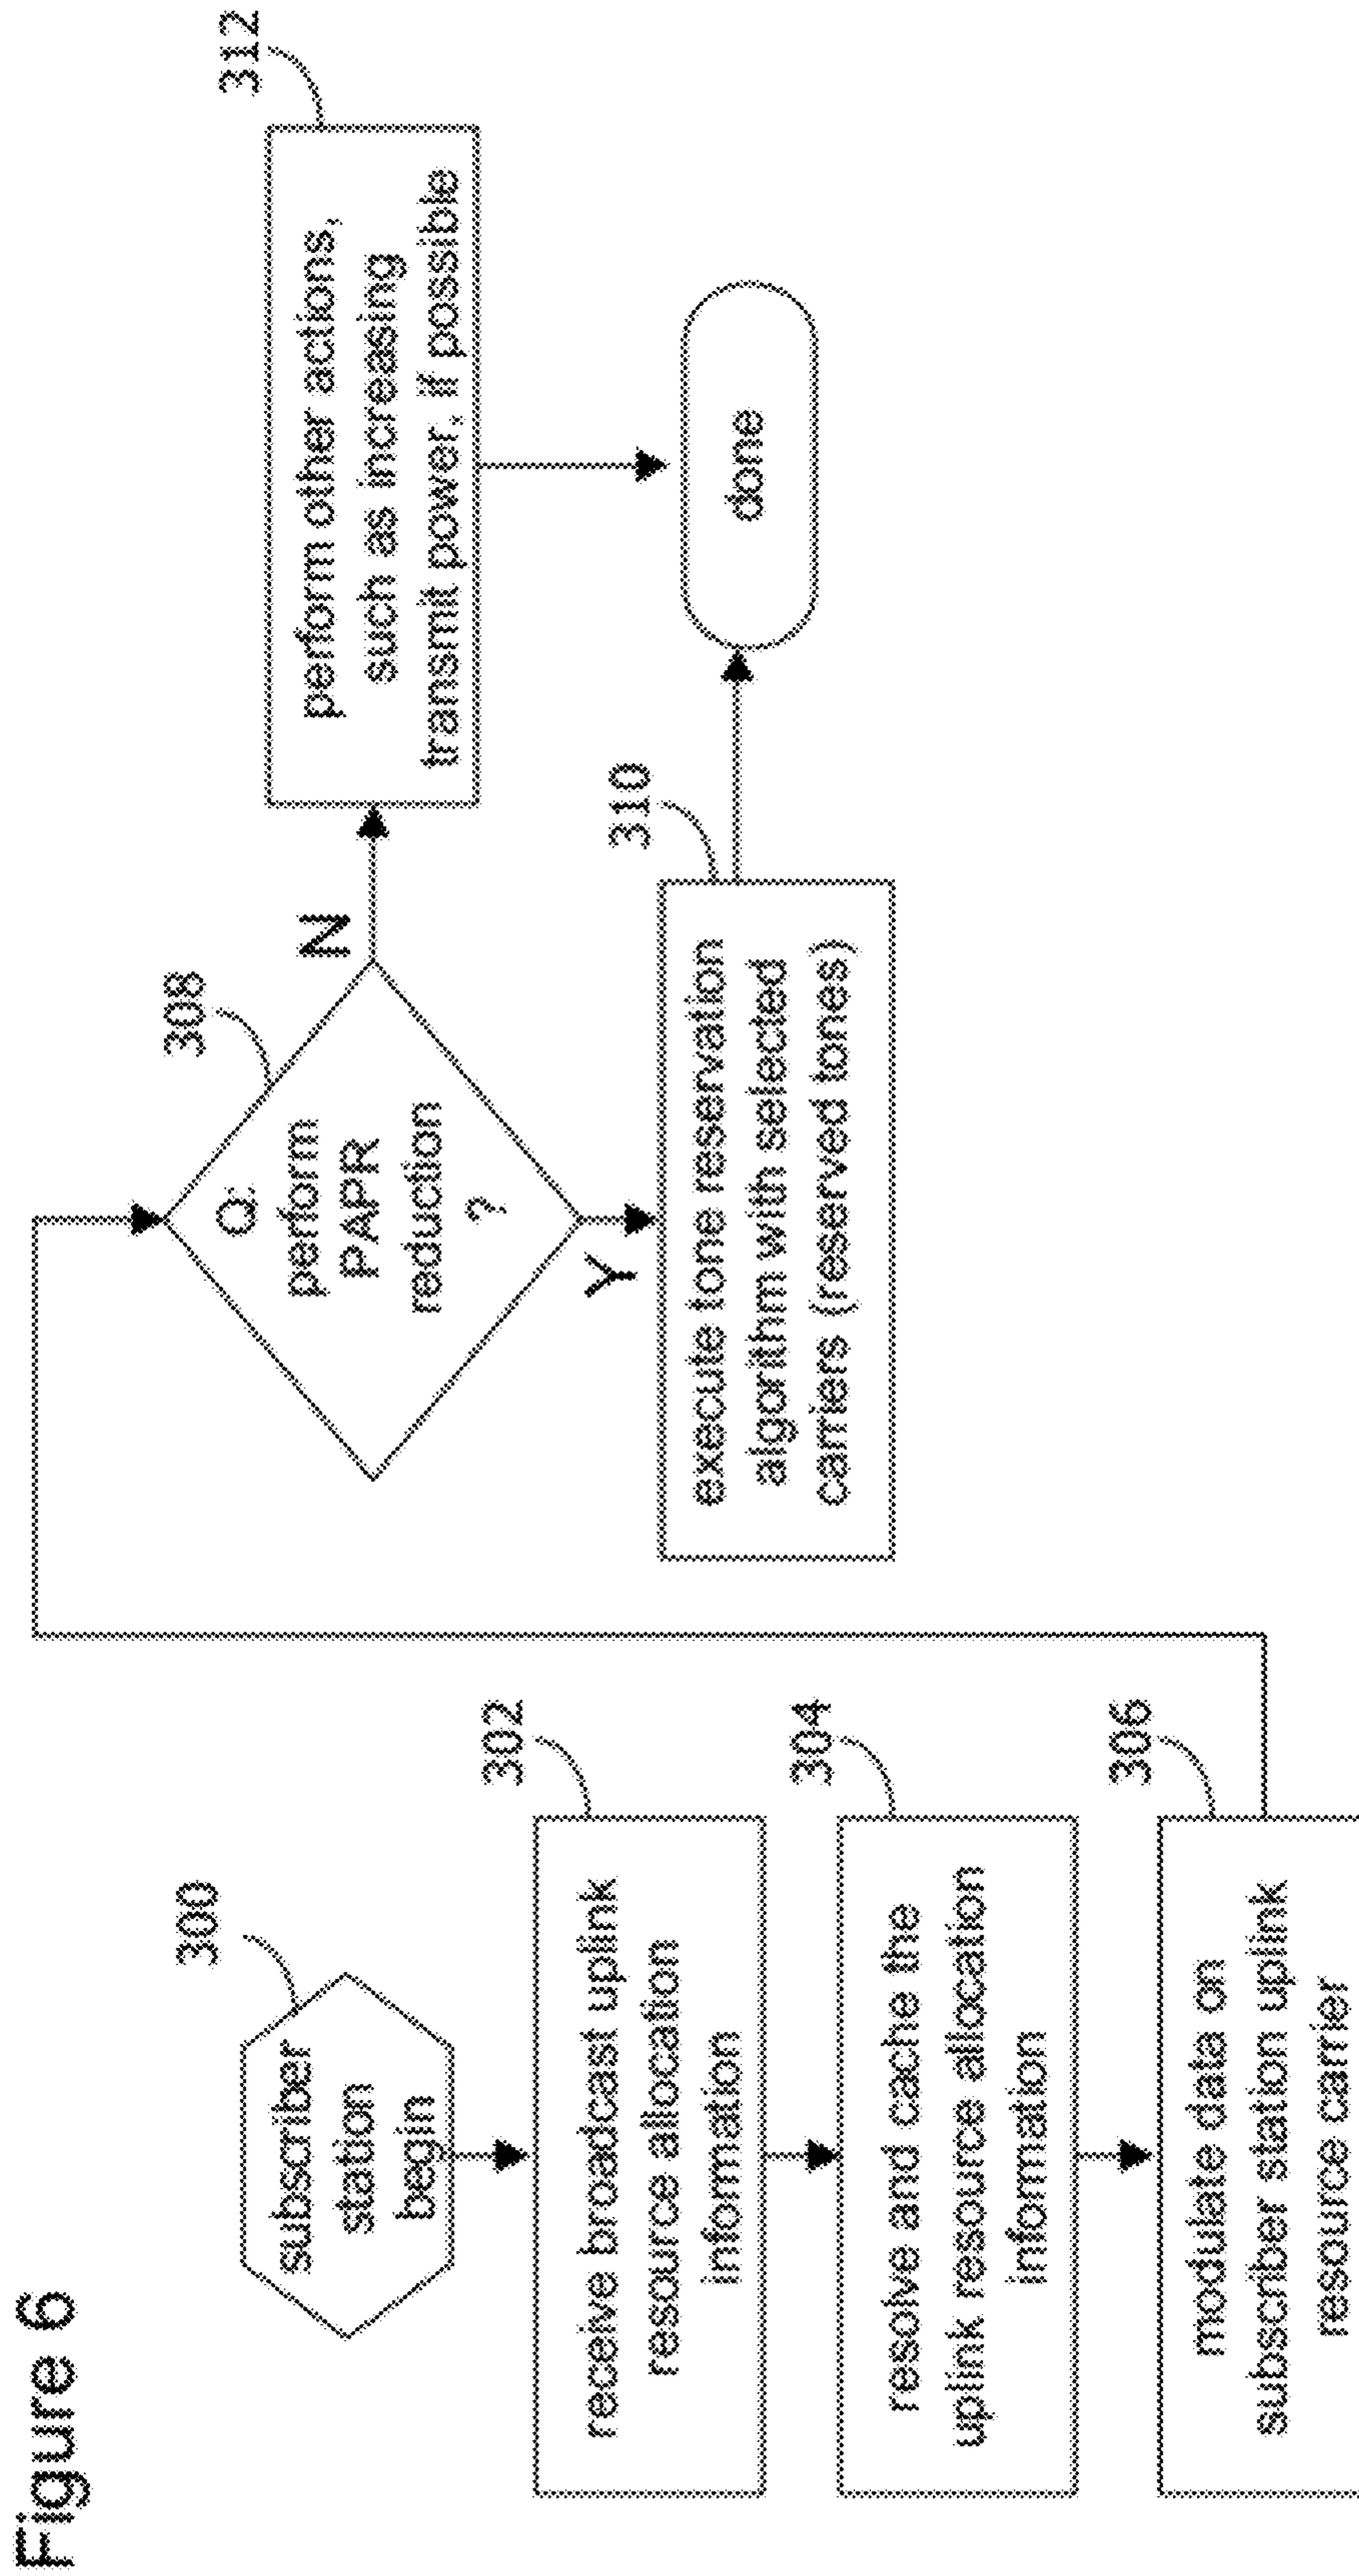 Figure 6
300
subscriber
station
begin
302
receive broadcast uplink
resource allocation
information
304
resolve and cache the
uplink resource allocation
information
306
modulate data on
subscriber station uplink
resource carrier
308
Q:
perform
PAPR
reduction
?
N
Y
312
perform other actions,
such as increasing
transmit power, if possible
310
execute tone reservation
algorithm with selected
carriers (reserved tones)
done